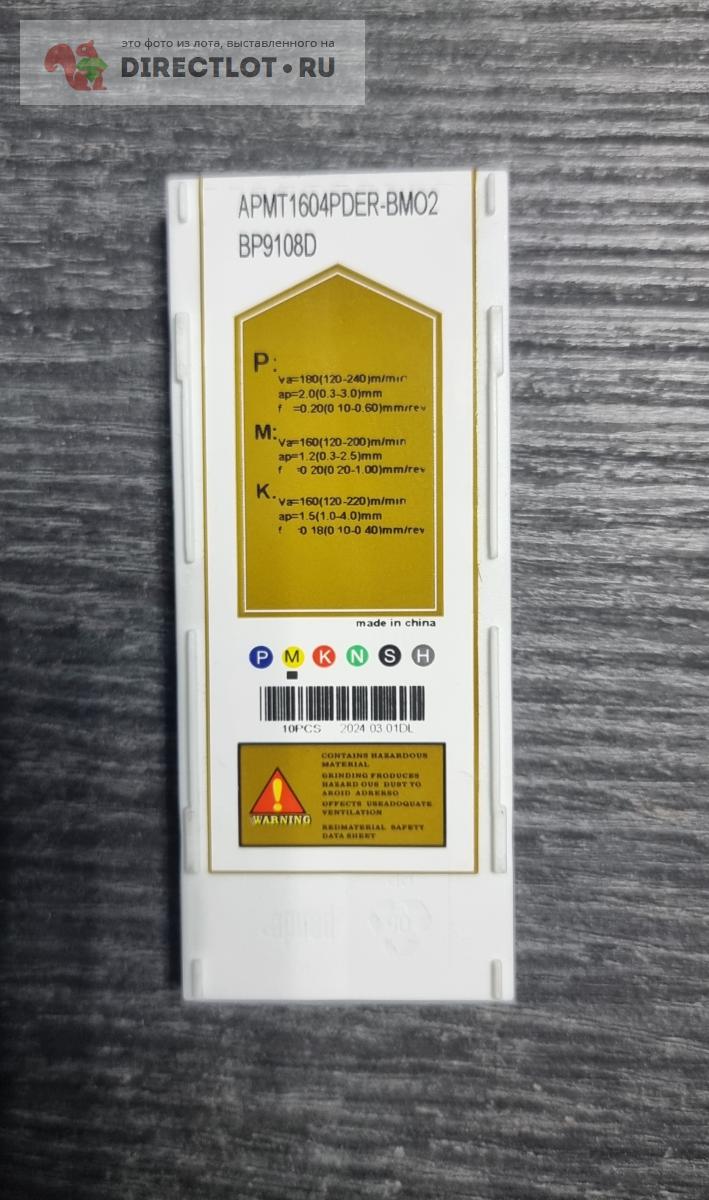 это фото из лота, выставленного на
DIRECTLOT.RU
APMT1604PDER-BMO2
BP9108D
P:
Va=180(120-240)m/min
ap=2.0(0.3-3.0)mm
f =0.20(0 10-0.60)mm/rev
M:
Va=160(120-200)m/min
ap=1.2(0.3-2.5)mm
f =0 20(0 20-1.00)mm/rev
K.
Va=160(120-220)m/min
ap=1.5(1.0-4.0)mm
f 0 18(0 10-0 40)mm/rev
made in china
P M K N S H
10PCS 2024 03 01DL
CONTAINS HAZARDOUS
MATERIAL
GRINDING PRODUCES
HAZARD OUS DUST TO
AROID ADRERSO
OFFECTS USEADOQUATE
VENTILATION
REDMATERIAL SAFETY
DATA SHEET
WARNING